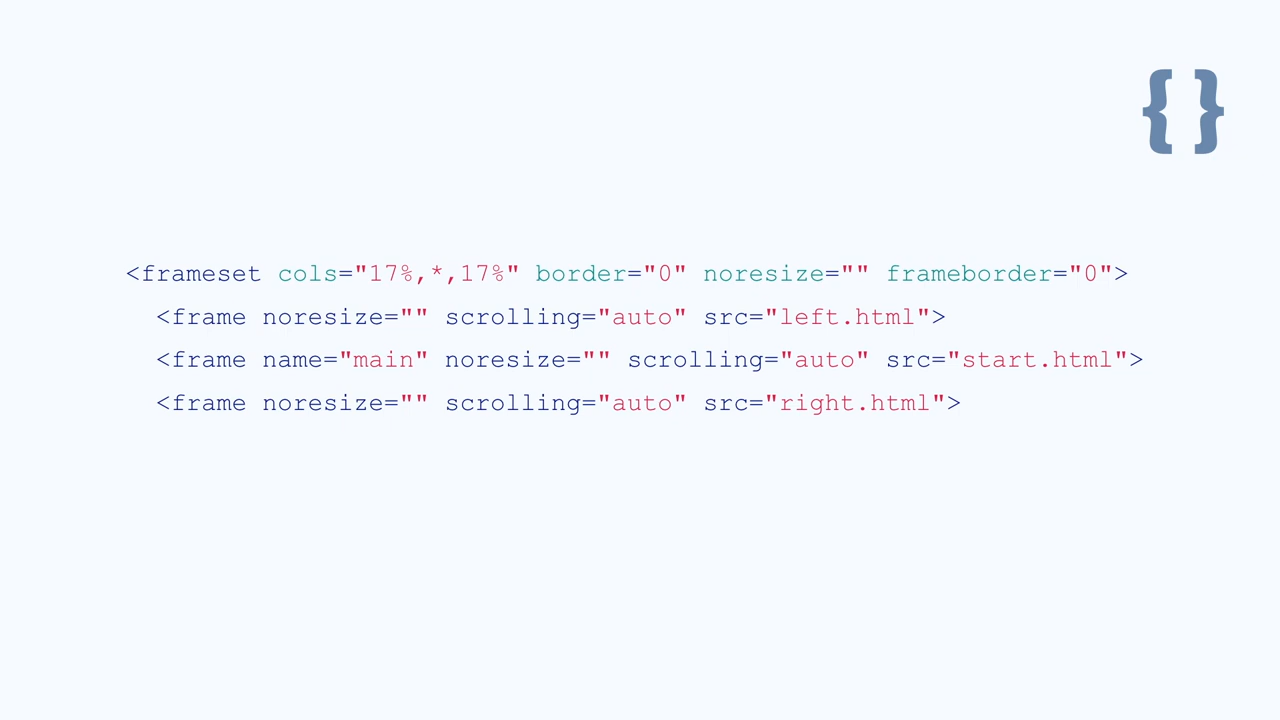 { }
<frameset cols="17%,*,17%" border="0" noresize="" frameborder="0">
<frame noresize="" scrolling="auto" src="left.html">
<frame name="main" noresize="" scrolling="auto" src="start.html">
<frame noresize="" scrolling="auto" src="right.html">